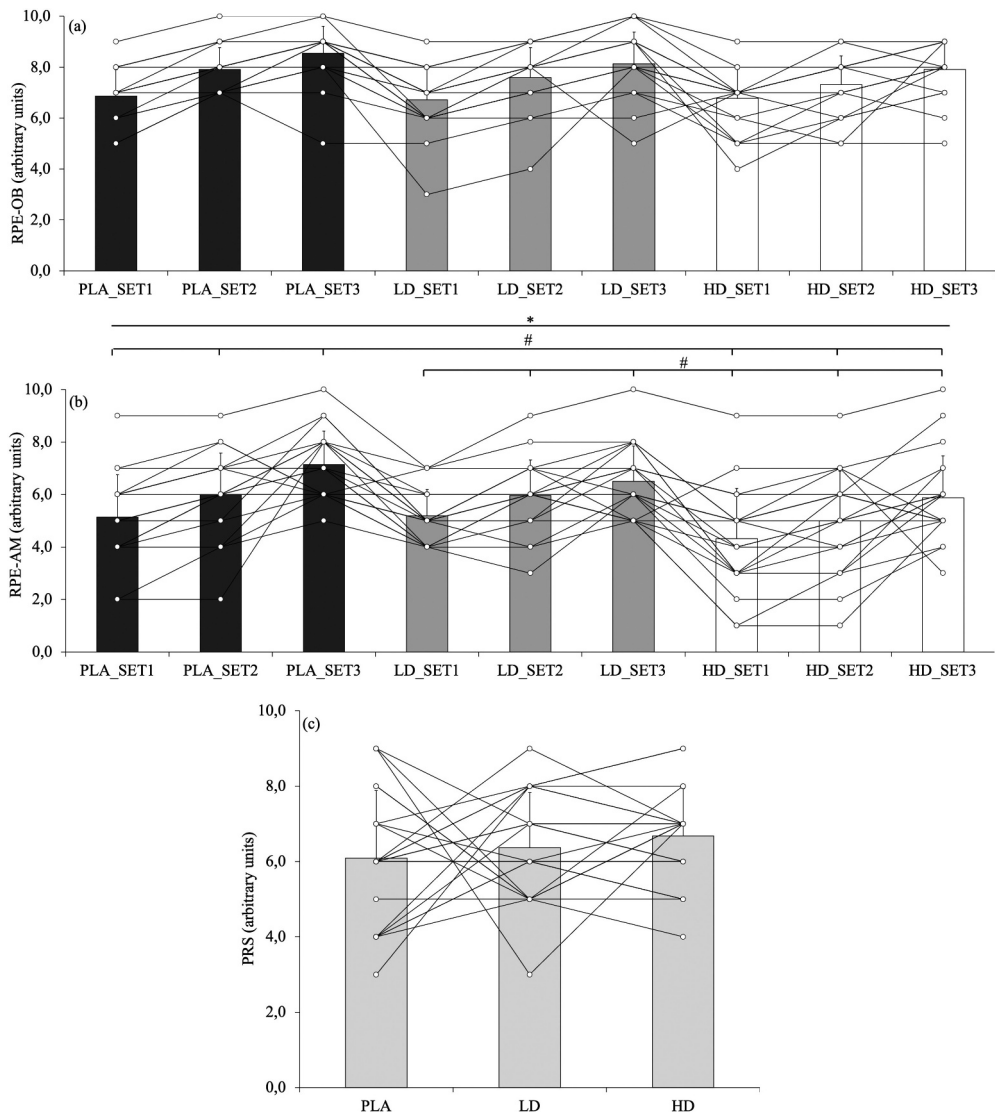 (a)
10,0
8,0
6,0
4,0
2,0
0,0
RPE-OB (arbitrary units)
PLA_SET1 PLA_SET2 PLA_SET3 LD_SET1 LD_SET2 LD_SET3 HD_SET1 HD_SET2 HD_SET3
*
#
#
(b)
10,0
8,0
6,0
4,0
2,0
0,0
RPE-AM (arbitrary units)
PLA_SET1 PLA_SET2 PLA_SET3 LD_SET1 LD_SET2 LD_SET3 HD_SET1 HD_SET2 HD_SET3
(c)
10,0
8,0
6,0
4,0
2,0
0,0
PRS (arbitrary units)
PLA LD HD